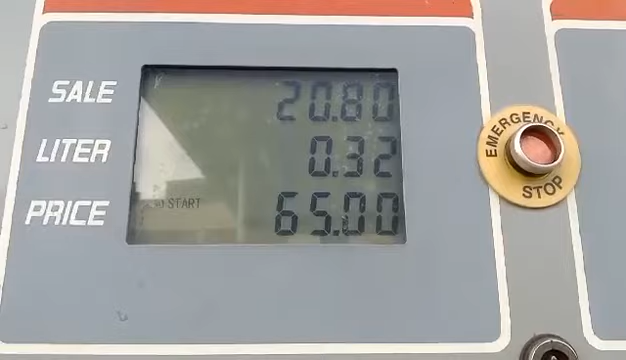 SALE 20.80
LITER 0.32
START
PRICE 65.00
EMERGENCY
STOP